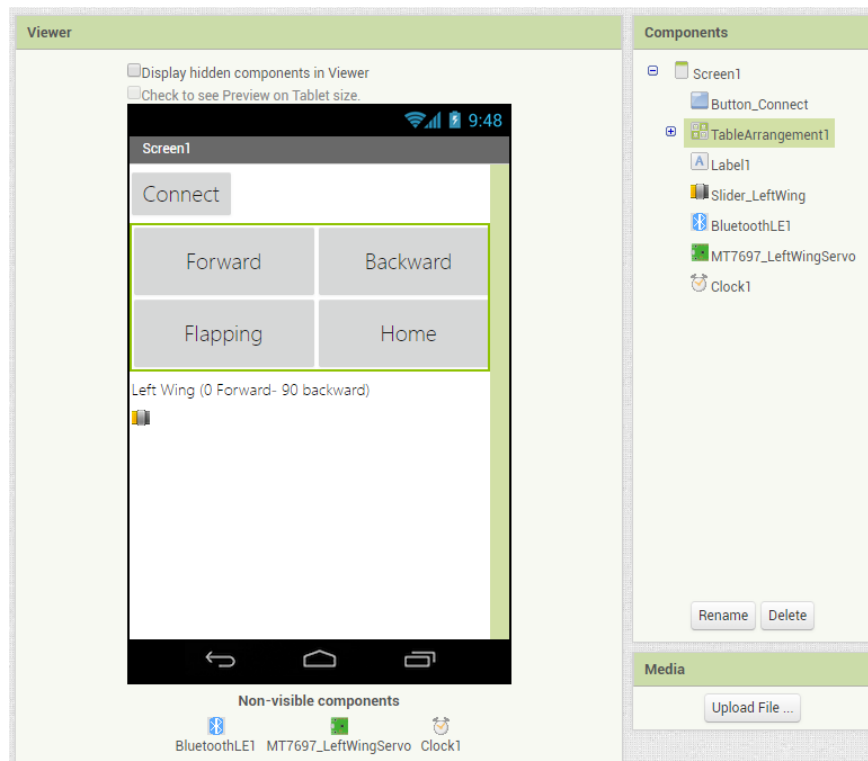 Viewer
Display hidden components in Viewer
Check to see Preview on Tablet size.
9:48
Screen1
Connect
Forward
Backward
Flapping
Home
Left Wing (0 Forward- 90 backward)
Non-visible components
BluetoothLE1
MT7697_LeftWingServo
Clock1
Components
Screen1
Button_Connect
TableArrangement1
A
Label1
Slider_LeftWing
BluetoothLE1
MT7697_LeftWingServo
Clock1
Rename
Delete
Media
Upload File ...